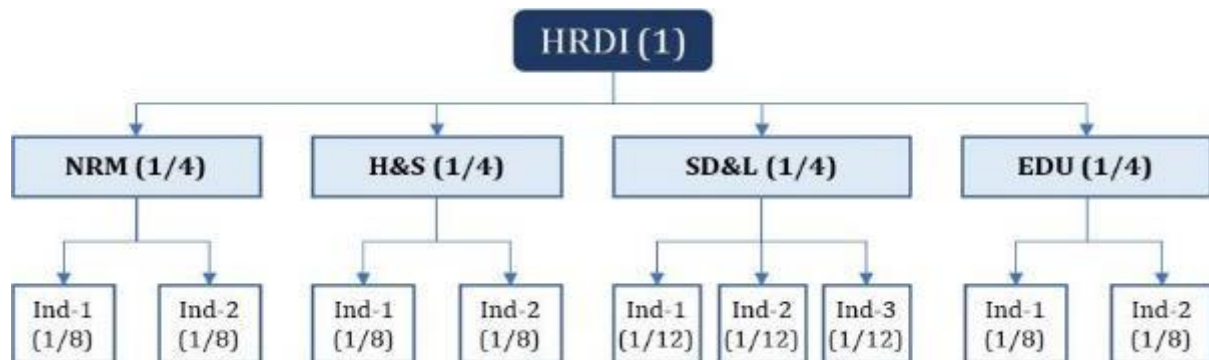 HRDI (1)
NRM (1/4)
H&S (1/4)
SD&L (1/4)
EDU (1/4)
Ind-1
(1/8)
Ind-2
(1/8)
Ind-1
(1/8)
Ind-2
(1/8)
Ind-1
(1/12)
Ind-2
(1/12)
Ind-3
(1/12)
Ind-1
(1/8)
Ind-2
(1/8)